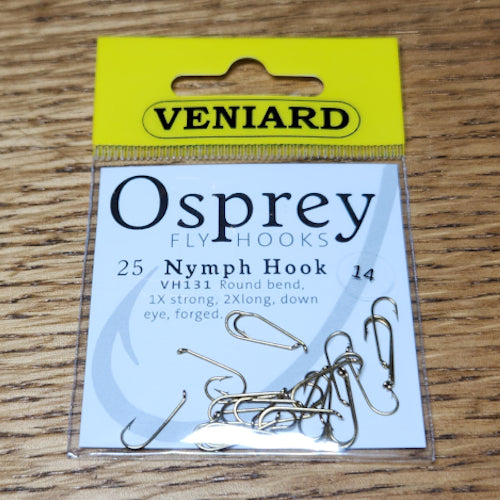 VENIARD
Osprey
FLY HOOKS
25 Nymph Hook
14
VH131 Round bend,
1X strong, 2Xlong, down
eye, forged.